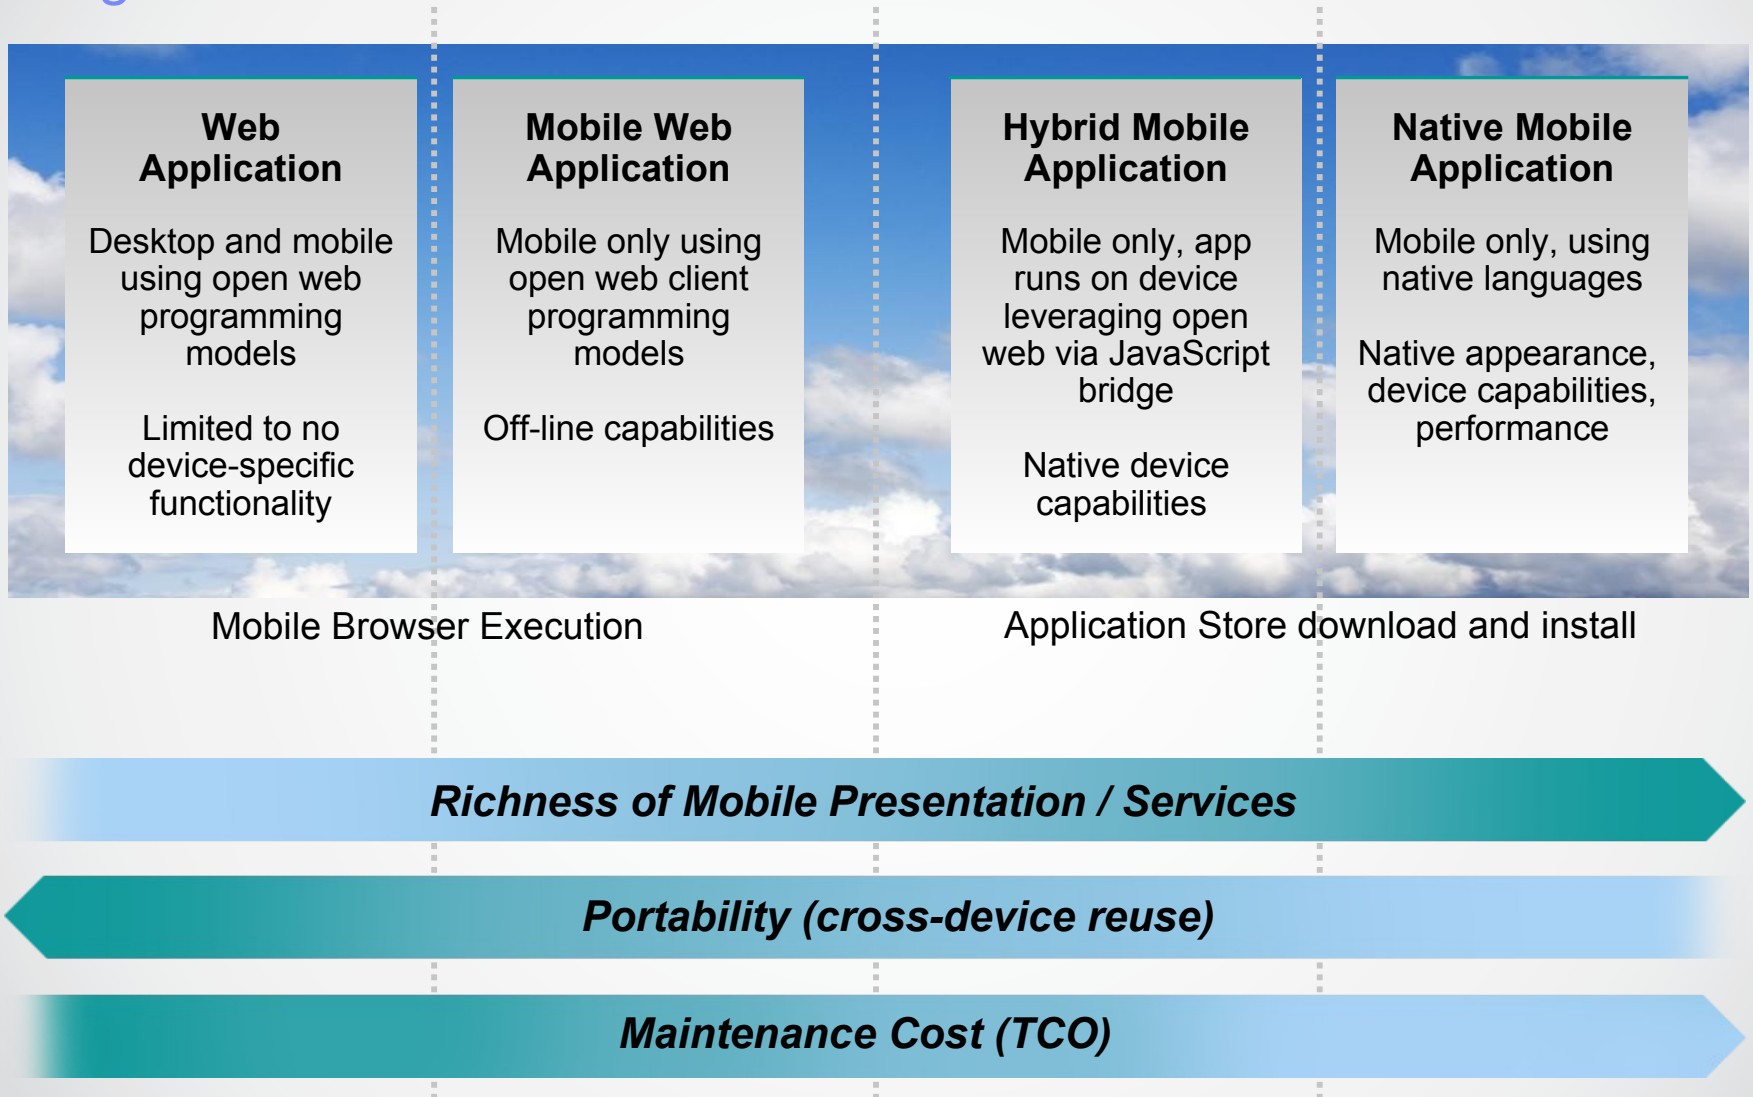 Web
Application
Desktop and mobile
using open web
programming
models
Limited to no
device-specific
functionality
Mobile Web
Application
Mobile only using
open web client
programming
models
Off-line capabilities
Hybrid Mobile
Application
Mobile only, app
runs on device
leveraging open
web via JavaScript
bridge
Native device
capabilities
Native Mobile
Application
Mobile only, using
native languages
Native appearance,
device capabilities,
performance
Mobile Browser Execution
Application Store download and install
Richness of Mobile Presentation / Services
Portability (cross-device reuse)
Maintenance Cost (TCO)